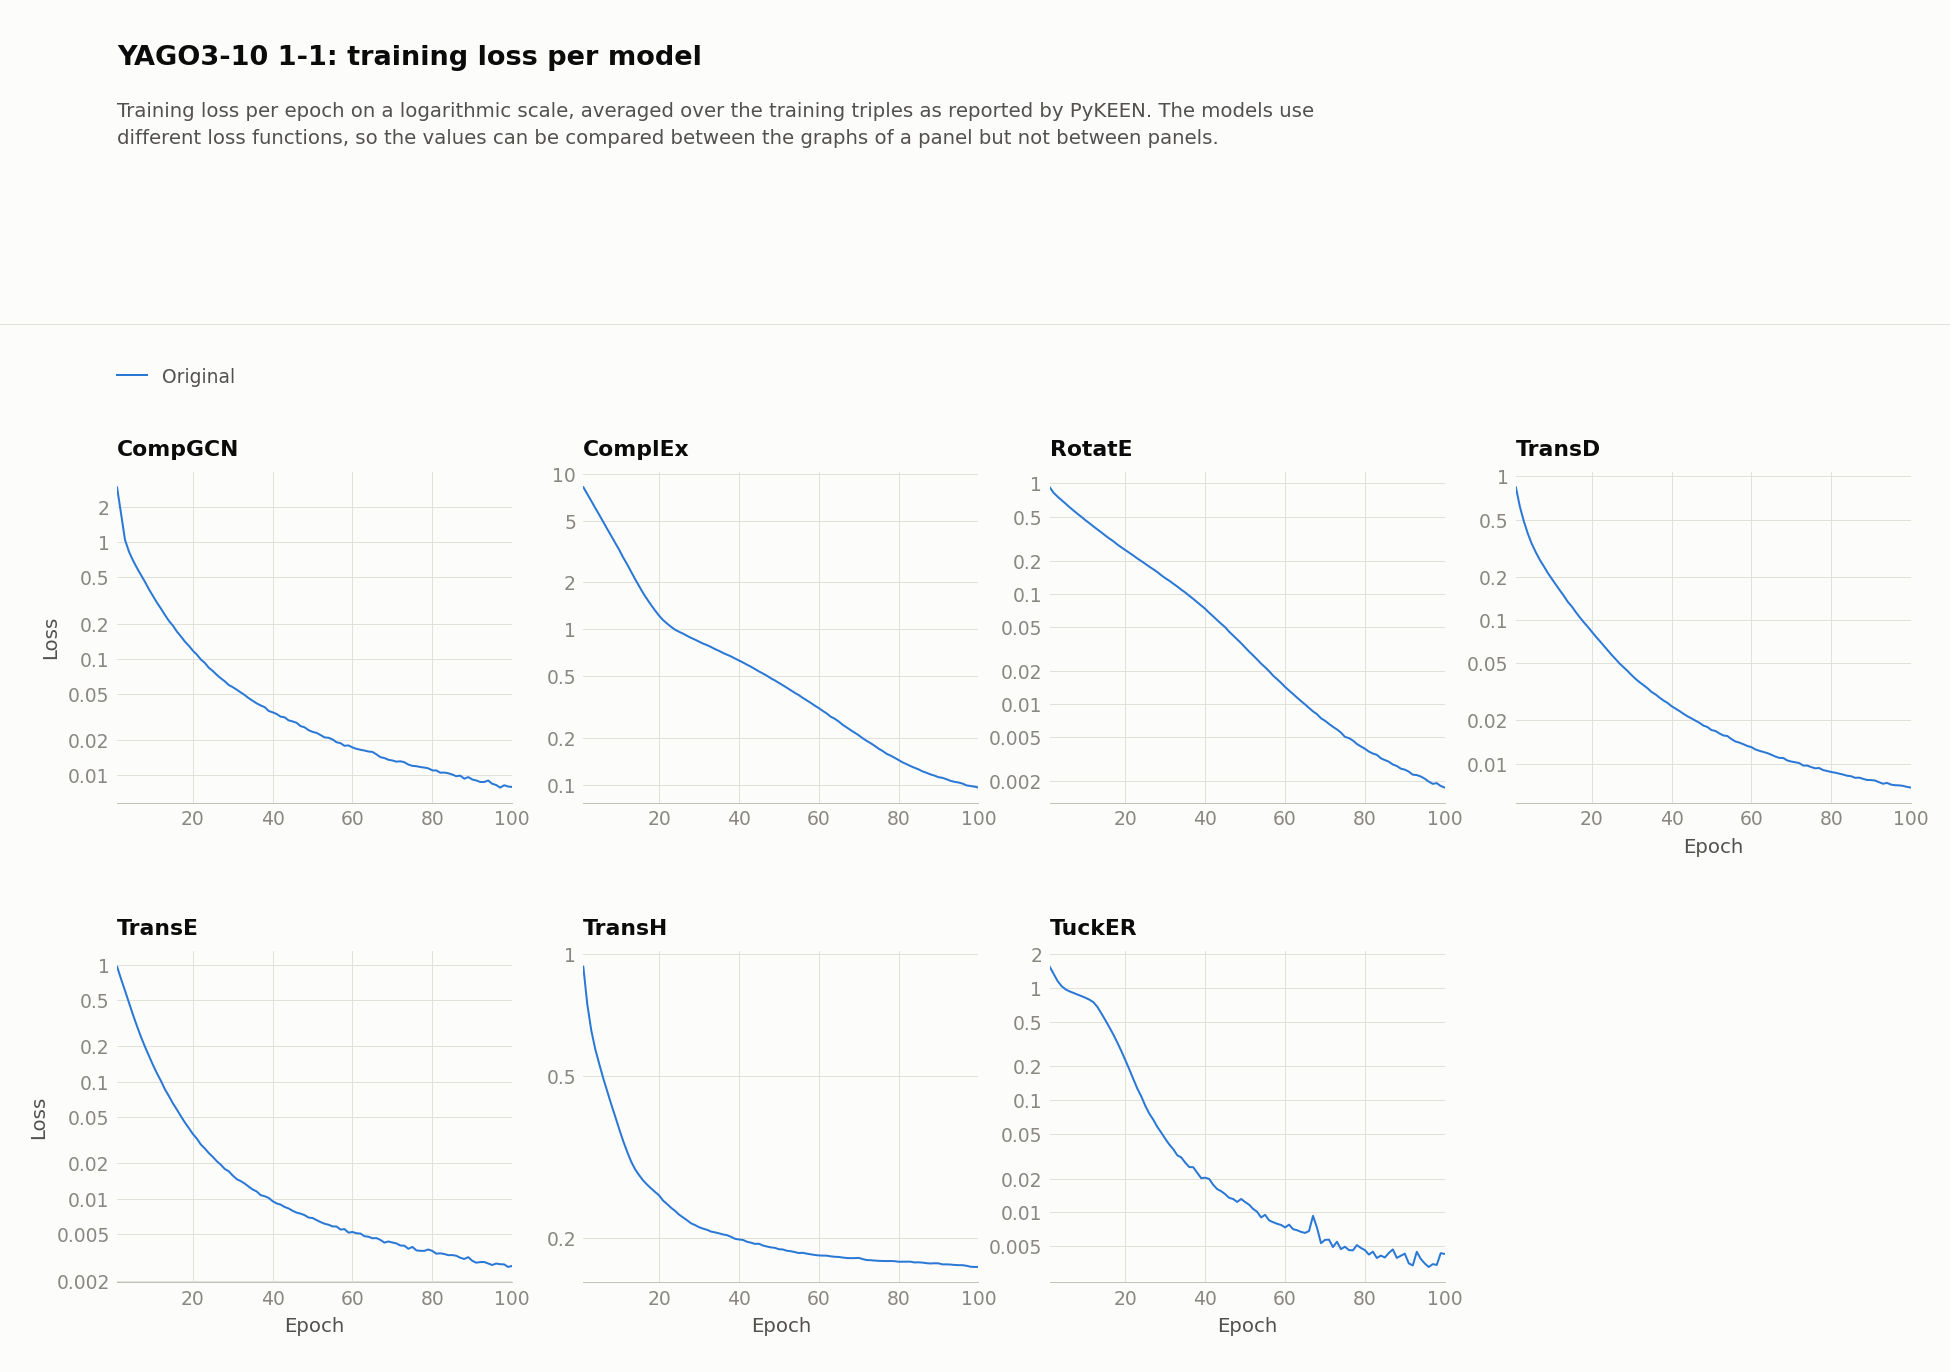 YAGO3-10 1-1: training loss per model
Training loss per epoch on a logarithmic scale, averaged over the training triples as reported by PyKEEN. The models use
different loss functions, so the values can be compared between the graphs of a panel but not between panels.
Original
CompGCN
2
1
0.5
0.2
0.1
0.05
0.02
0.01
Loss
20 40 60 80 100
ComplEx
10
5
2
1
0.5
0.2
0.1
20 40 60 80 100
RotatE
1
0.5
0.2
0.1
0.05
0.02
0.01
0.005
0.002
20 40 60 80 100
TransD
1
0.5
0.2
0.1
0.05
0.02
0.01
20 40 60 80 100
Epoch
TransE
1
0.5
0.2
0.1
0.05
0.02
0.01
0.005
0.002
Loss
20 40 60 80 100
Epoch
TransH
1
0.5
0.2
20 40 60 80 100
Epoch
TuckER
2
1
0.5
0.2
0.1
0.05
0.02
0.01
0.005
20 40 60 80 100
Epoch